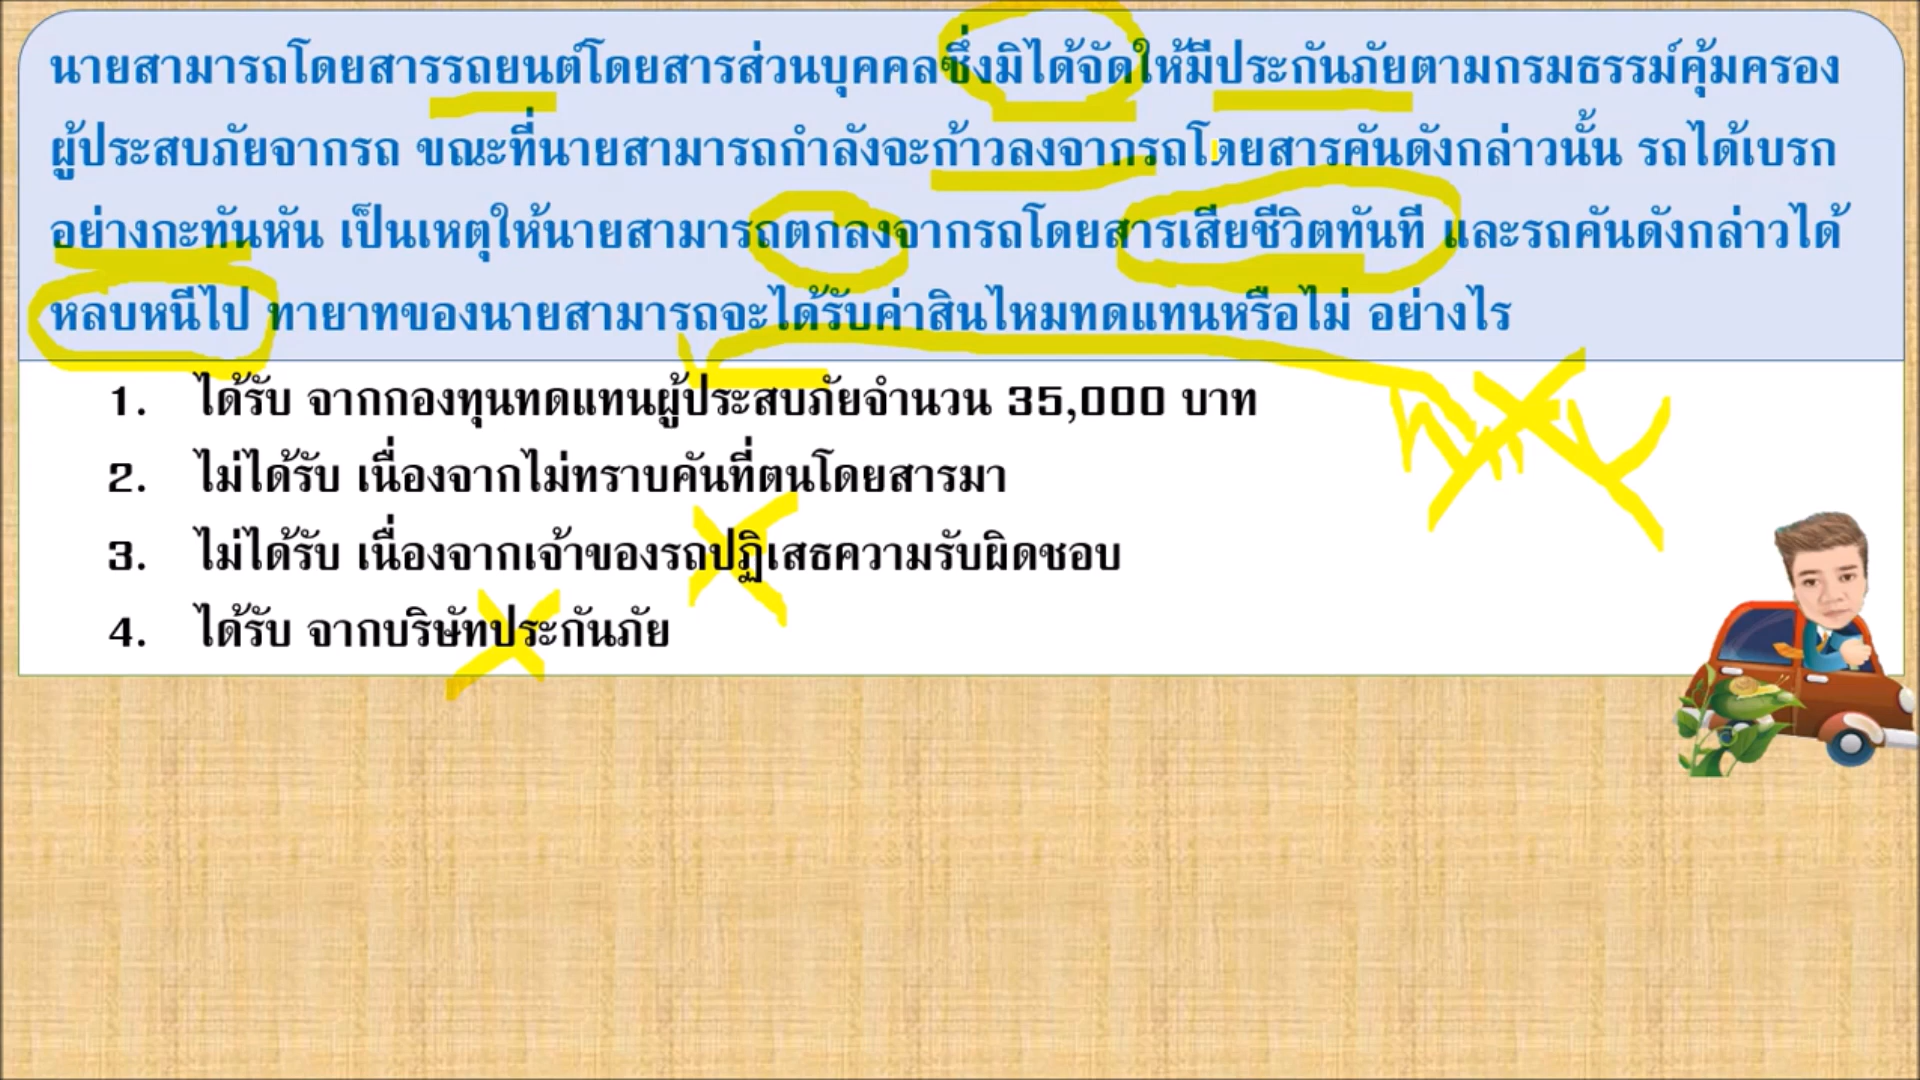 นายสามารถโดยสารรถยนต์โดยสารส่วนบุคคลซึ่งมิได้จัดให้มีประกันภัยตามกรมธรรม์คุ้มครอง
ผู้ประสบภัยจากรถ ขณะที่นายสามารถกำลังจะก้าวลงจากรถโดยสารคันดังกล่าวนั้น รถได้เบรก
อย่างกะทันหัน เป็นเหตุให้นายสามารถตกลงจากรถโดยสารเสียชีวิตทันที และรถคันดังกล่าวได้
หลบหนีไป ทายาทของนายสามารถจะได้รับค่าสินไหมทดแทนหรือไม่ อย่างไร
1. ได้รับ จากกองทุนทดแทนผู้ประสบภัยจำนวน 35,000 บาท
2. ไม่ได้รับ เนื่องจากไม่ทราบคันที่ตนโดยสารมา
3. ไม่ได้รับ เนื่องจากเจ้าของรถปฏิเสธความรับผิดชอบ
4. ได้รับ จากบริษัทประกันภัย